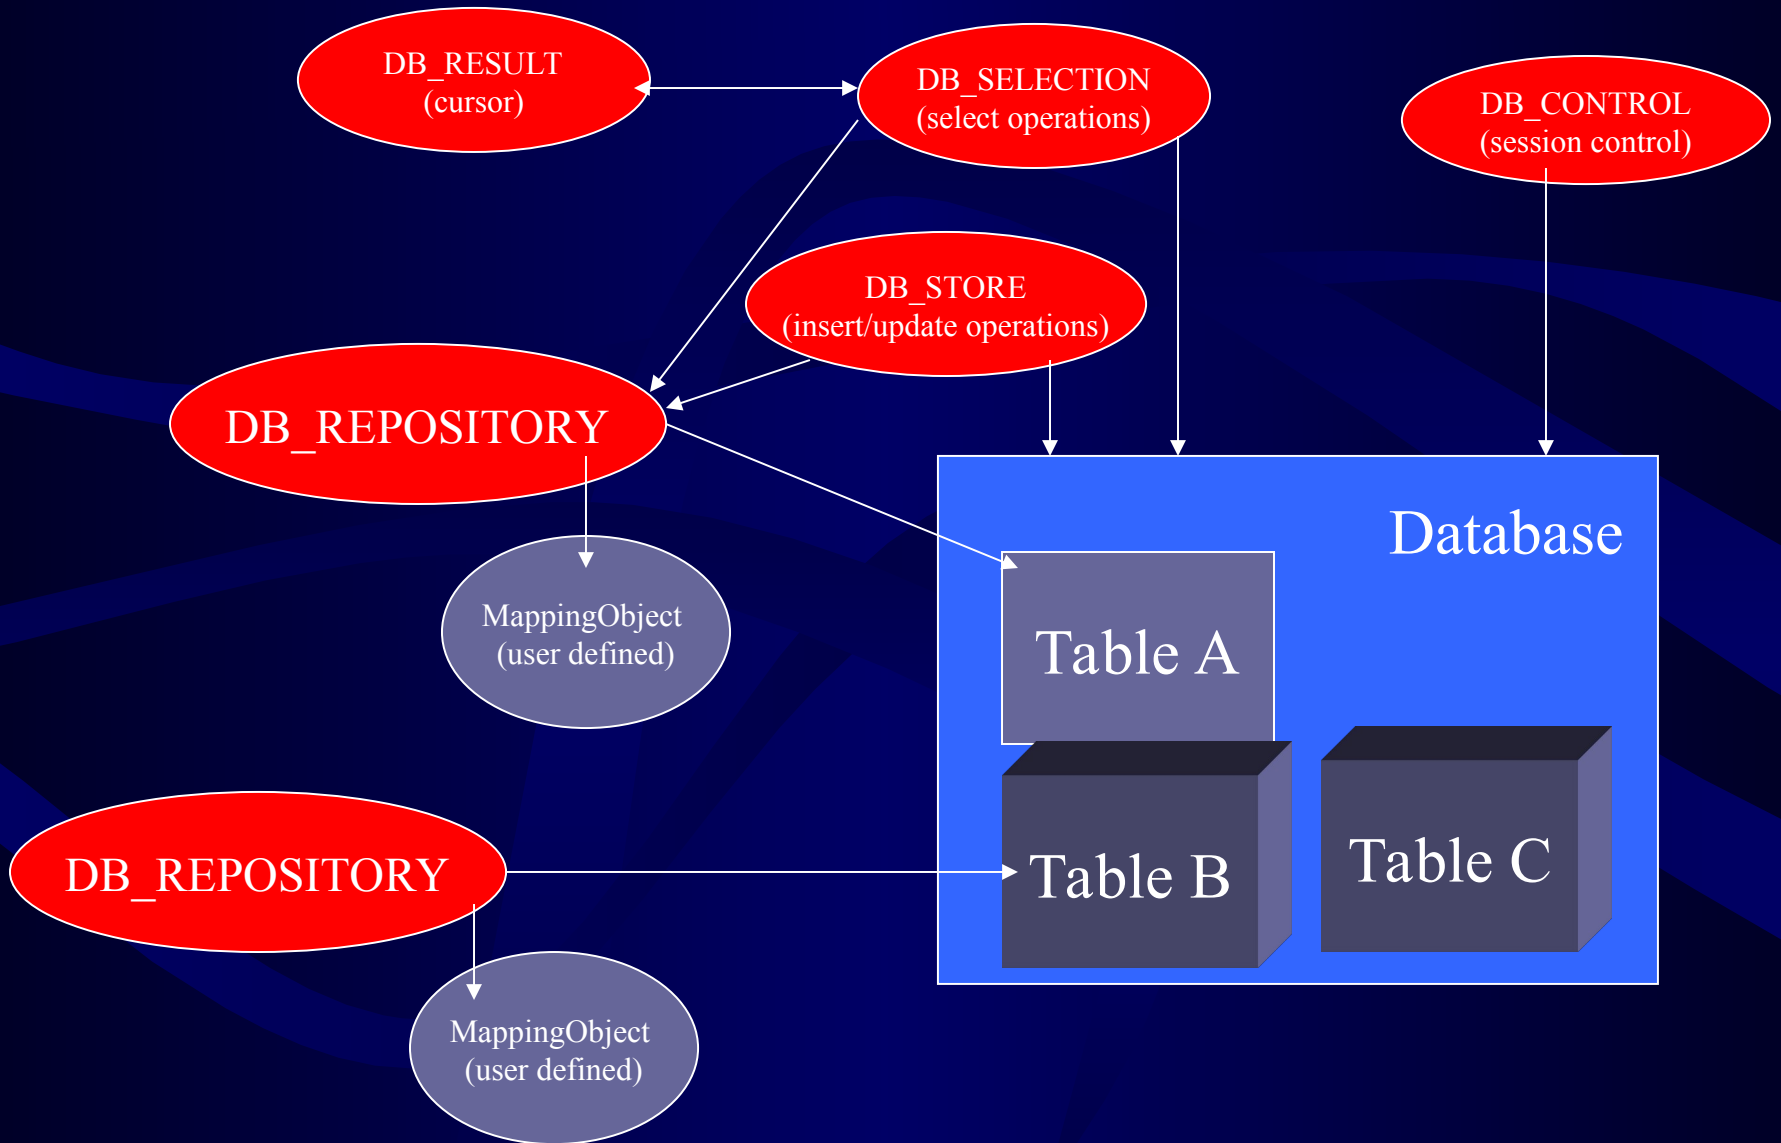 DB_RESULT
(cursor)
DB_SELECTION
(select operations)
DB_CONTROL
(session control)
DB_STORE
(insert/update operations)
DB_REPOSITORY
Database
MappingObject
(user defined)
Table A
Table B
Table C
DB_REPOSITORY
MappingObject
(user defined)